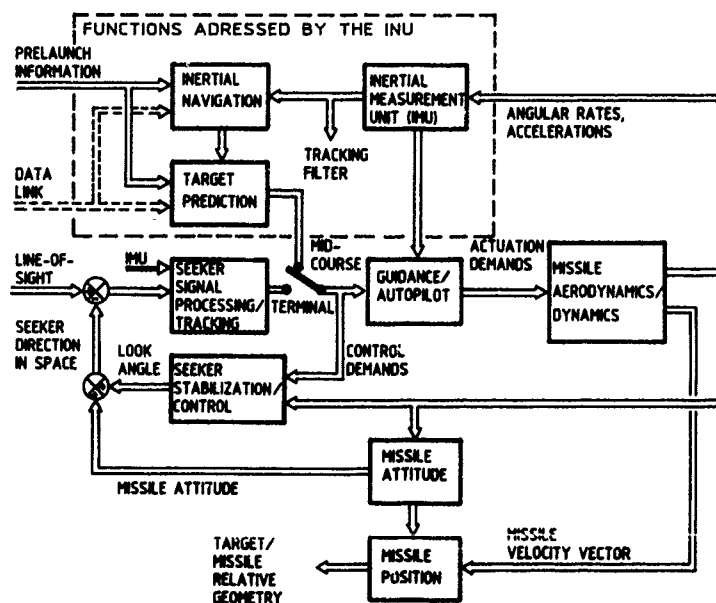 FUNCTIONS ADRESSED BY THE INU
PRELAUNCH
INFORMATION
INERTIAL
NAVIGATION
INERTIAL
MEASUREMENT
UNIT (IMU)
ANGULAR RATES,
ACCELERATIONS
TRACKING
FILTER
DATA
LINK
TARGET
PREDICTION
MID-
COURSE
ACTUATION
DEMANDS
LINE-OF-
SIGHT
IMU
SEEKER
SIGNAL
PROCESSING/
TRACKING
TERMINAL
GUIDANCE/
AUTOPILOT
MISSILE
AERODYNAMICS/
DYNAMICS
SEEKER
DIRECTION
IN SPACE
LOOK
ANGLE
SEEKER
STABILIZATION/
CONTROL
CONTROL
DEMANDS
MISSILE
ATTITUDE
MISSILE ATTITUDE
TARGET/
MISSILE
RELATIVE
GEOMETRY
MISSILE
POSITION
MISSILE
VELOCITY VECTOR